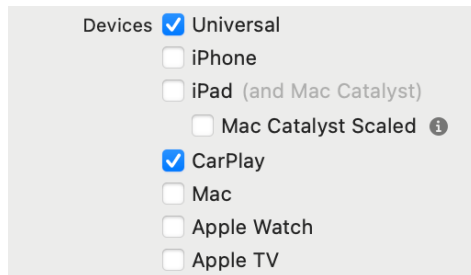 Devices Universal
iPhone
iPad (and Mac Catalyst)
Mac Catalyst Scaled
CarPlay
Mac
Apple Watch
Apple TV